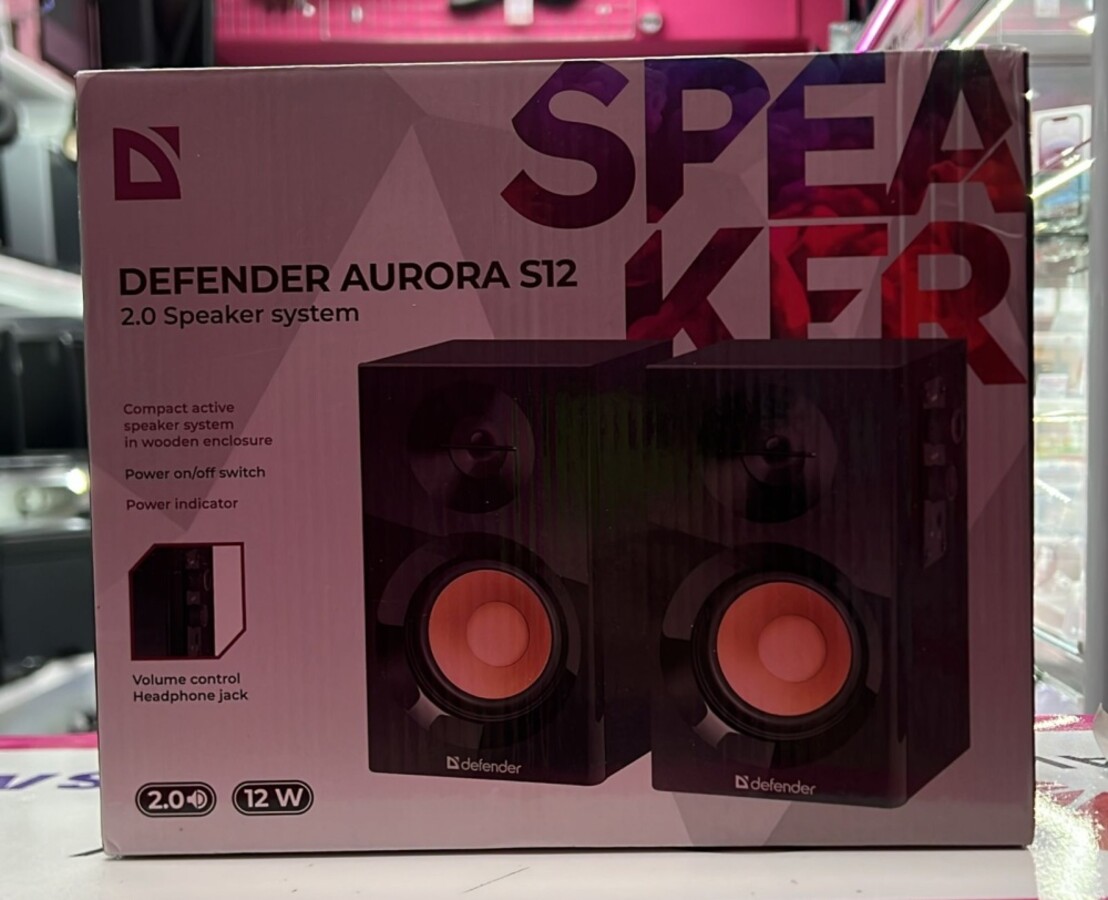 SPEA
KER
DEFENDER AURORA S12
2.0 Speaker system
Compact active
speaker system
in wooden enclosure
Power on/off switch
Power indicator
Volume control
Headphone jack
defender
defender
2.0
12 W